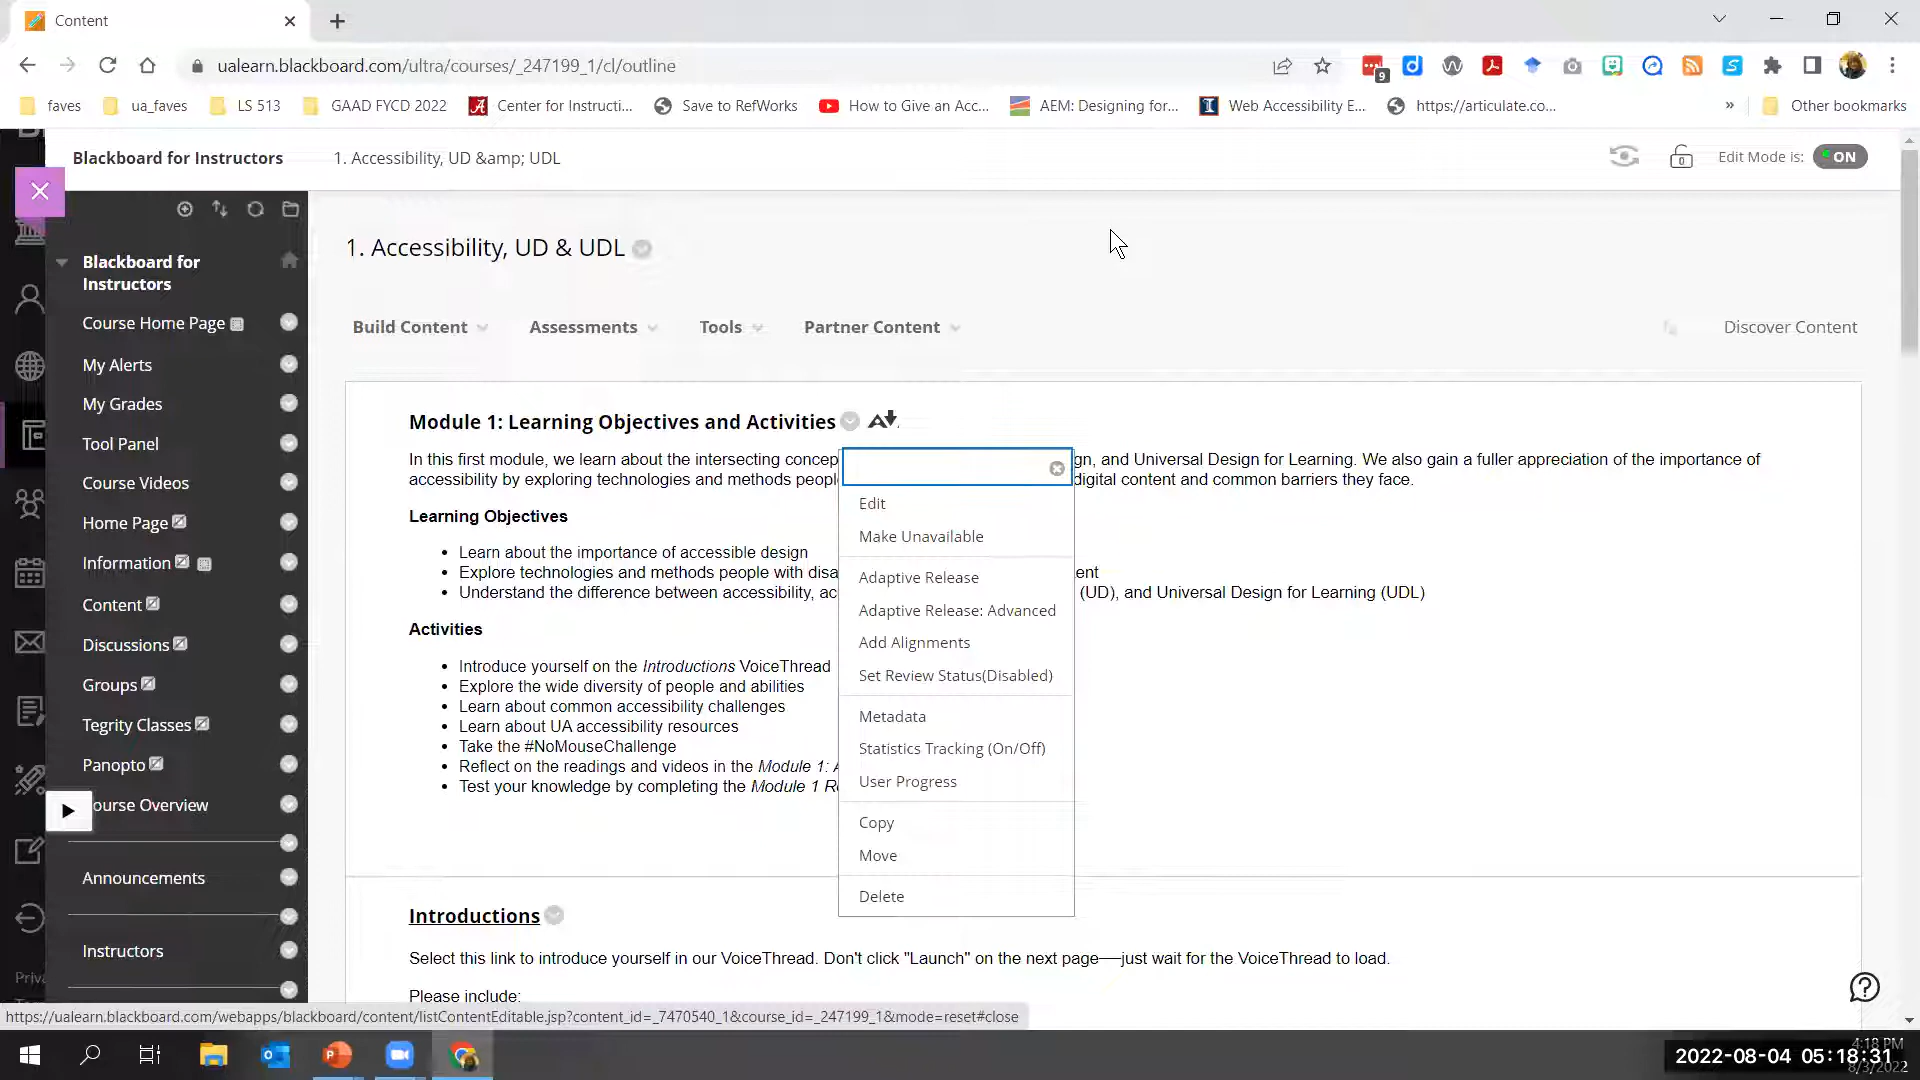 Content
ualearn.blackboard.com/ultra/courses/_247199_1/cl/outline
9
faves
ua_faves
LS 513
GAAD FYCD 2022
Center for Instructi...
Save to RefWorks
How to Give an Acc...
AEM: Designing for...
Web Accessibility E...
https://articulate.co...
»
Other bookmarks
Blackboard for Instructors
1. Accessibility, UD &amp; UDL
Edit Mode is:
ON
Blackboard for
Instructors
Course Home Page
My Alerts
My Grades
Tool Panel
Course Videos
Home Page
Information
Content
Discussions
Groups
Tegrity Classes
Panopto
ourse Overview
Announcements
Instructors
Priva
1. Accessibility, UD & UDL
Build Content
Assessments
Tools
Partner Content
Discover Content
Module 1: Learning Objectives and Activities
In this first module, we learn about the intersecting concep gn, and Universal Design for Learning. We also gain a fuller appreciation of the importance of
accessibility by exploring technologies and methods peopl digital content and common barriers they face.
Learning Objectives
• Learn about the importance of accessible design
• Explore technologies and methods people with disa ent
• Understand the difference between accessibility, ac (UD), and Universal Design for Learning (UDL)
Activities
• Introduce yourself on the Introductions VoiceThread
• Explore the wide diversity of people and abilities
• Learn about common accessibility challenges
• Learn about UA accessibility resources
• Take the #NoMouseChallenge
• Reflect on the readings and videos in the Module 1: A
• Test your knowledge by completing the Module 1 R
Edit
Make Unavailable
Adaptive Release
Adaptive Release: Advanced
Add Alignments
Set Review Status(Disabled)
Metadata
Statistics Tracking (On/Off)
User Progress
Copy
Move
Delete
Introductions
Select this link to introduce yourself in our VoiceThread. Don't click "Launch" on the next page—just wait for the VoiceThread to load.
Please include:
https://ualearn.blackboard.com/webapps/blackboard/content/listContentEditable.jsp?content_id=_7470540_1&course_id=_247199_1&mode=reset#close
4:18 PM
2022-08-04 05:18:31
8/3/2022